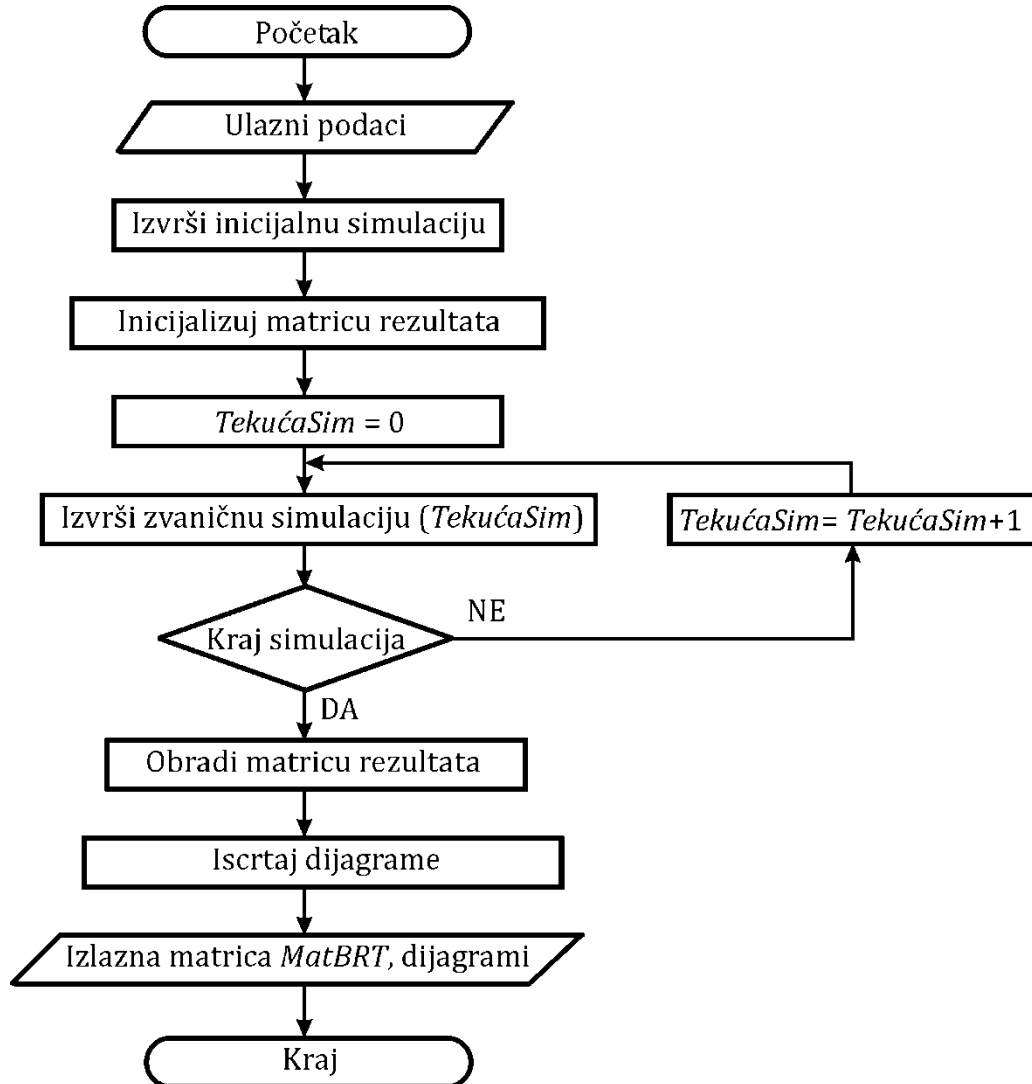 Početak
Ulazni podaci
Izvrši inicijalnu simulaciju
Inicijalizuj matricu rezultata
TekućaSim = 0
Izvrši zvaničnu simulaciju (TekućaSim)
TekućaSim= TekućaSim+1
NE
Kraj simulacija
DA
Obradi matricu rezultata
Iscrtaj dijagrame
Izlazna matrica MatBRT, dijagrami
Kraj